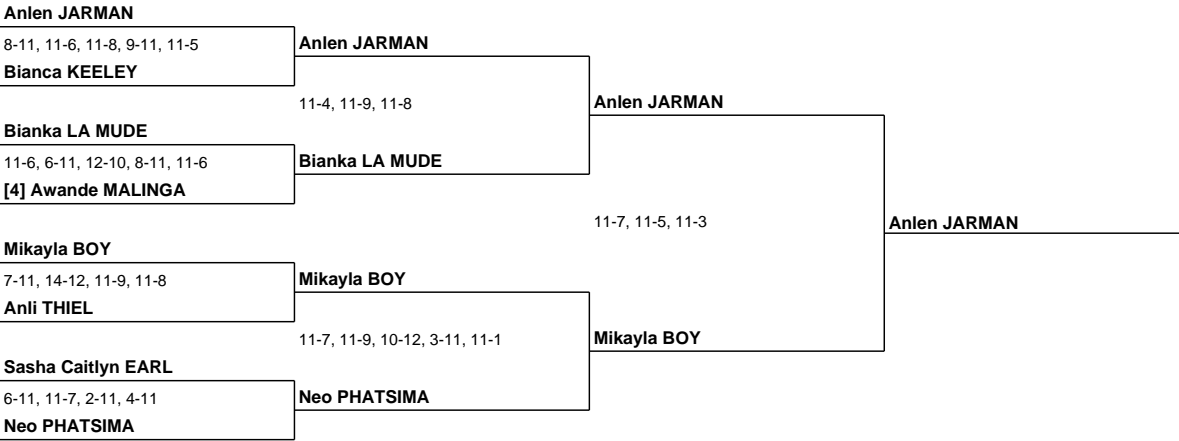 Anlen JARMAN
8-11, 11-6, 11-8, 9-11, 11-5
Anlen JARMAN
Bianca KEELEY
11-4, 11-9, 11-8
Anlen JARMAN
Bianka LA MUDE
11-6, 6-11, 12-10, 8-11, 11-6
Bianka LA MUDE
[4] Awande MALINGA
11-7, 11-5, 11-3
Anlen JARMAN
Mikayla BOY
7-11, 14-12, 11-9, 11-8
Mikayla BOY
Anli THIEL
11-7, 11-9, 10-12, 3-11, 11-1
Mikayla BOY
Sasha Caitlyn EARL
6-11, 11-7, 2-11, 4-11
Neo PHATSIMA
Neo PHATSIMA